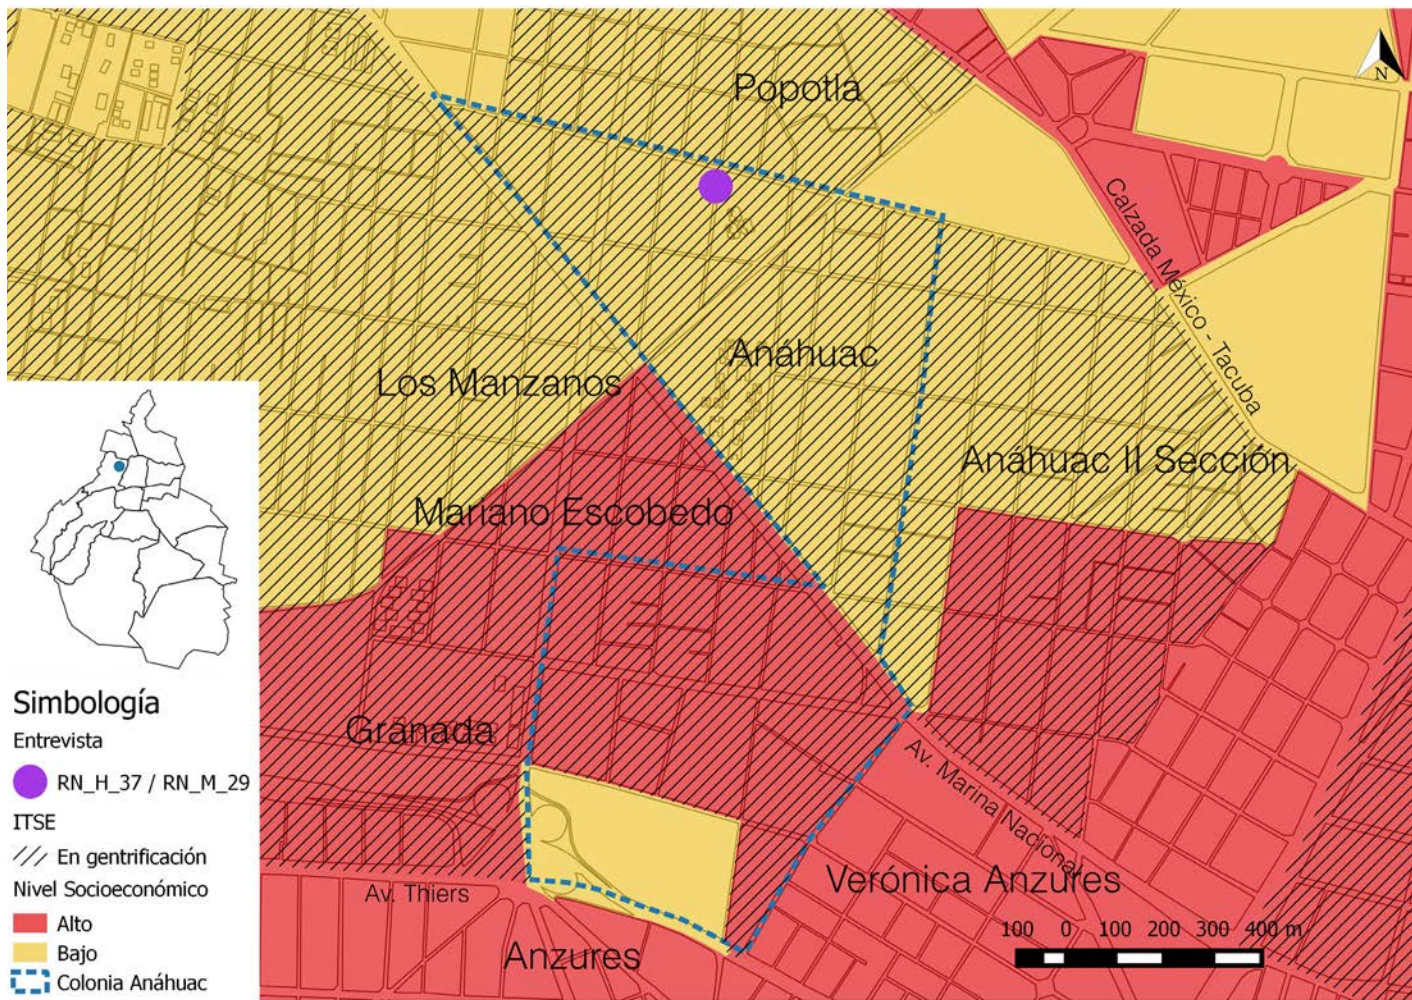 Popotla
N
Calzada México - Tacuba
Anáhuac
Los Manzanos
Anáhuac II Sección
Mariano Escobedo
Granada
Av. Marina Nacional
Verónica Anzures
Av. Thiers
Anzures
100 0 100 200 300 400 m
Simbología
Entrevista
RN_H_37 / RN_M_29
ITSE
En gentrificación
Nivel Socioeconómico
Alto
Bajo
Colonia Anáhuac